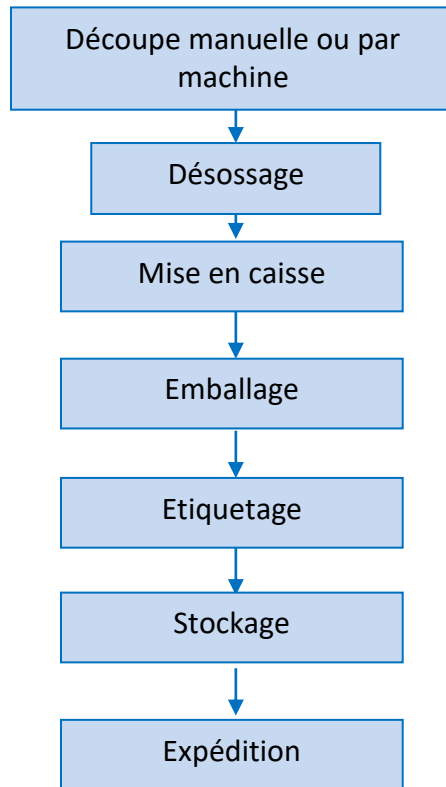 Découpe manuelle ou par
machine
Désossage
Mise en caisse
Emballage
Etiquetage
Stockage
Expédition